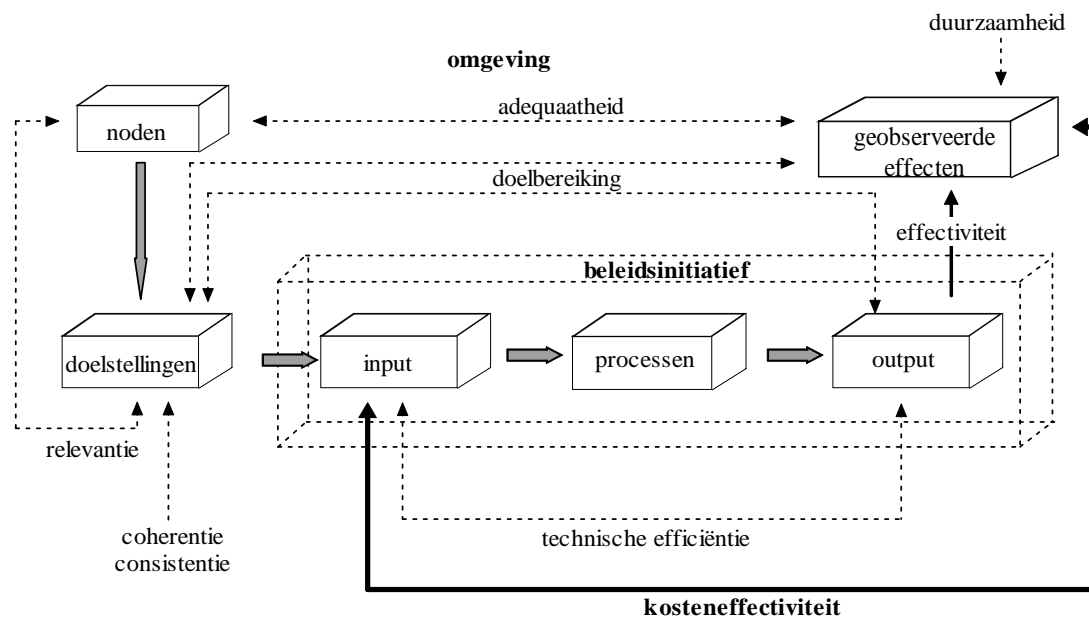 duurzaamheid
omgeving
adequaatheid
noden
geobserveerde
effecten
doelbereiking
effectiviteit
beleidsinitiatief
doelstellingen
input
processen
output
relevantie
coherentie
consistentie
technische efficiëntie
kosteneffectiviteit